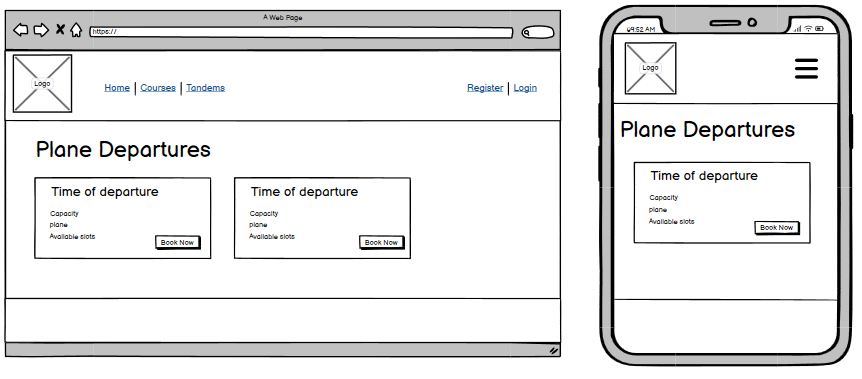 A Web Page
https://
Logo
Home | Courses | Tandems
Register | Login
Plane Departures
Time of departure
Capacity
plane
Available slots
Book Now
Time of departure
Capacity
plane
Available slots
Book Now
09:52 AM
Logo
Plane Departures
Time of departure
Capacity
plane
Available slots
Book Now